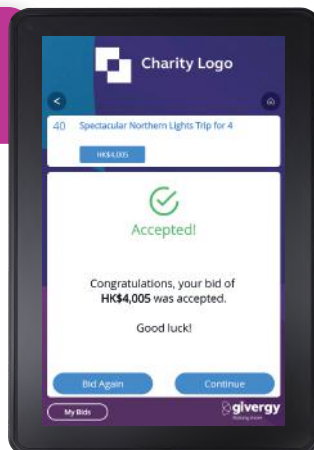 Charity Logo
40 Spectacular Northern Lights Trip for 4
HK$4,005
Accepted!
Congratulations, your bid of
HK$4,005 was accepted.
Good luck!
Bid Again
Continue
My Bids
givergy